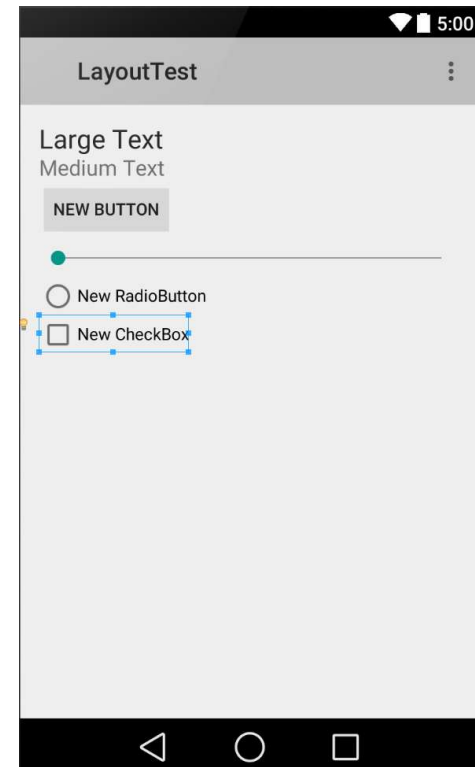 5:00
LayoutTest
Large Text
Medium Text
NEW BUTTON
New RadioButton
New CheckBox